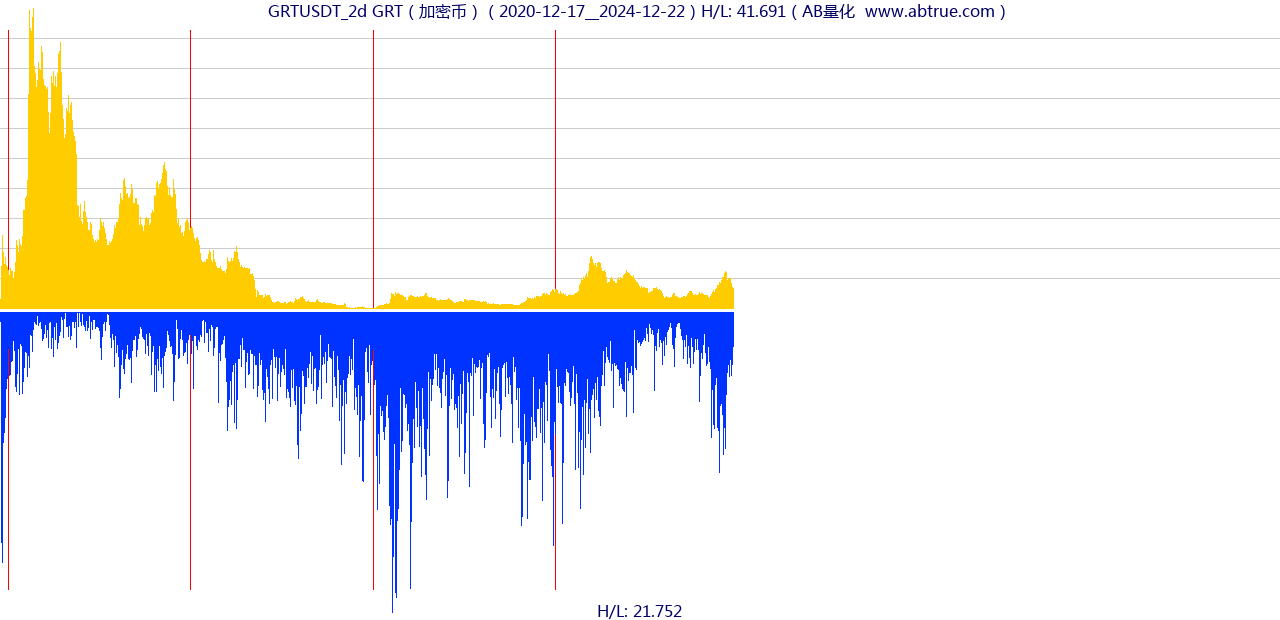 GRTUSDT_2d GRT ( 加密币 ) ( 2020-12-17__2024-12-22 ) H/L: 41.691 ( AB量化  www.abtrue.com )
H/L: 21.752